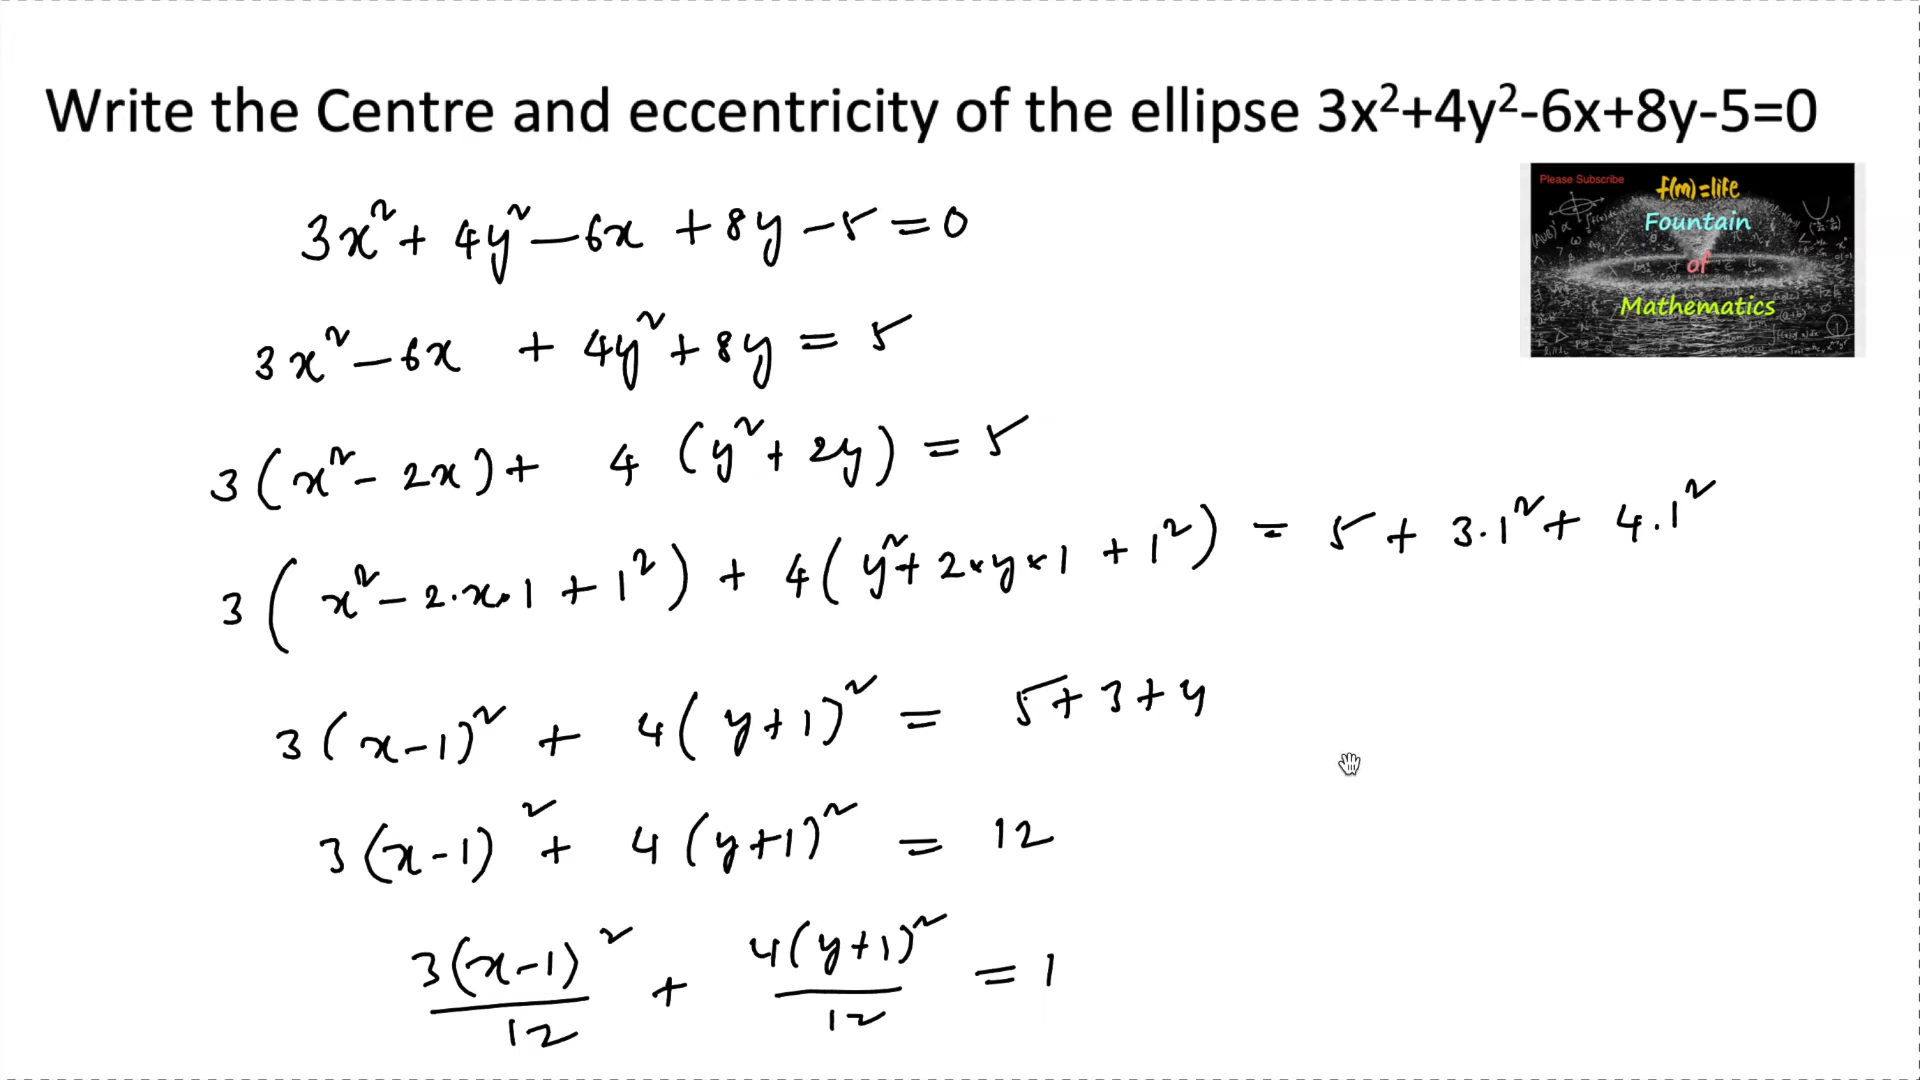 Write the Centre and eccentricity of the ellipse 3x²+4y²-6x+8y-5=0
Please Subscribe
f(m)=life
Fountain
of
Mathematics
3x² + 4y² - 6x + 8y - 5 = 0
3x² - 6x + 4y² + 8y = 5
3(x² - 2x) + 4(y² + 2y) = 5
3(x² - 2.x.1 + 1²) + 4(y² + 2×y×1 + 1²) = 5 + 3.1² + 4.1²
3(x-1)² + 4(y+1)² = 5+3+4
3(x-1)² + 4(y+1)² = 12
3(x-1)²/12 + 4(y+1)²/12 = 1